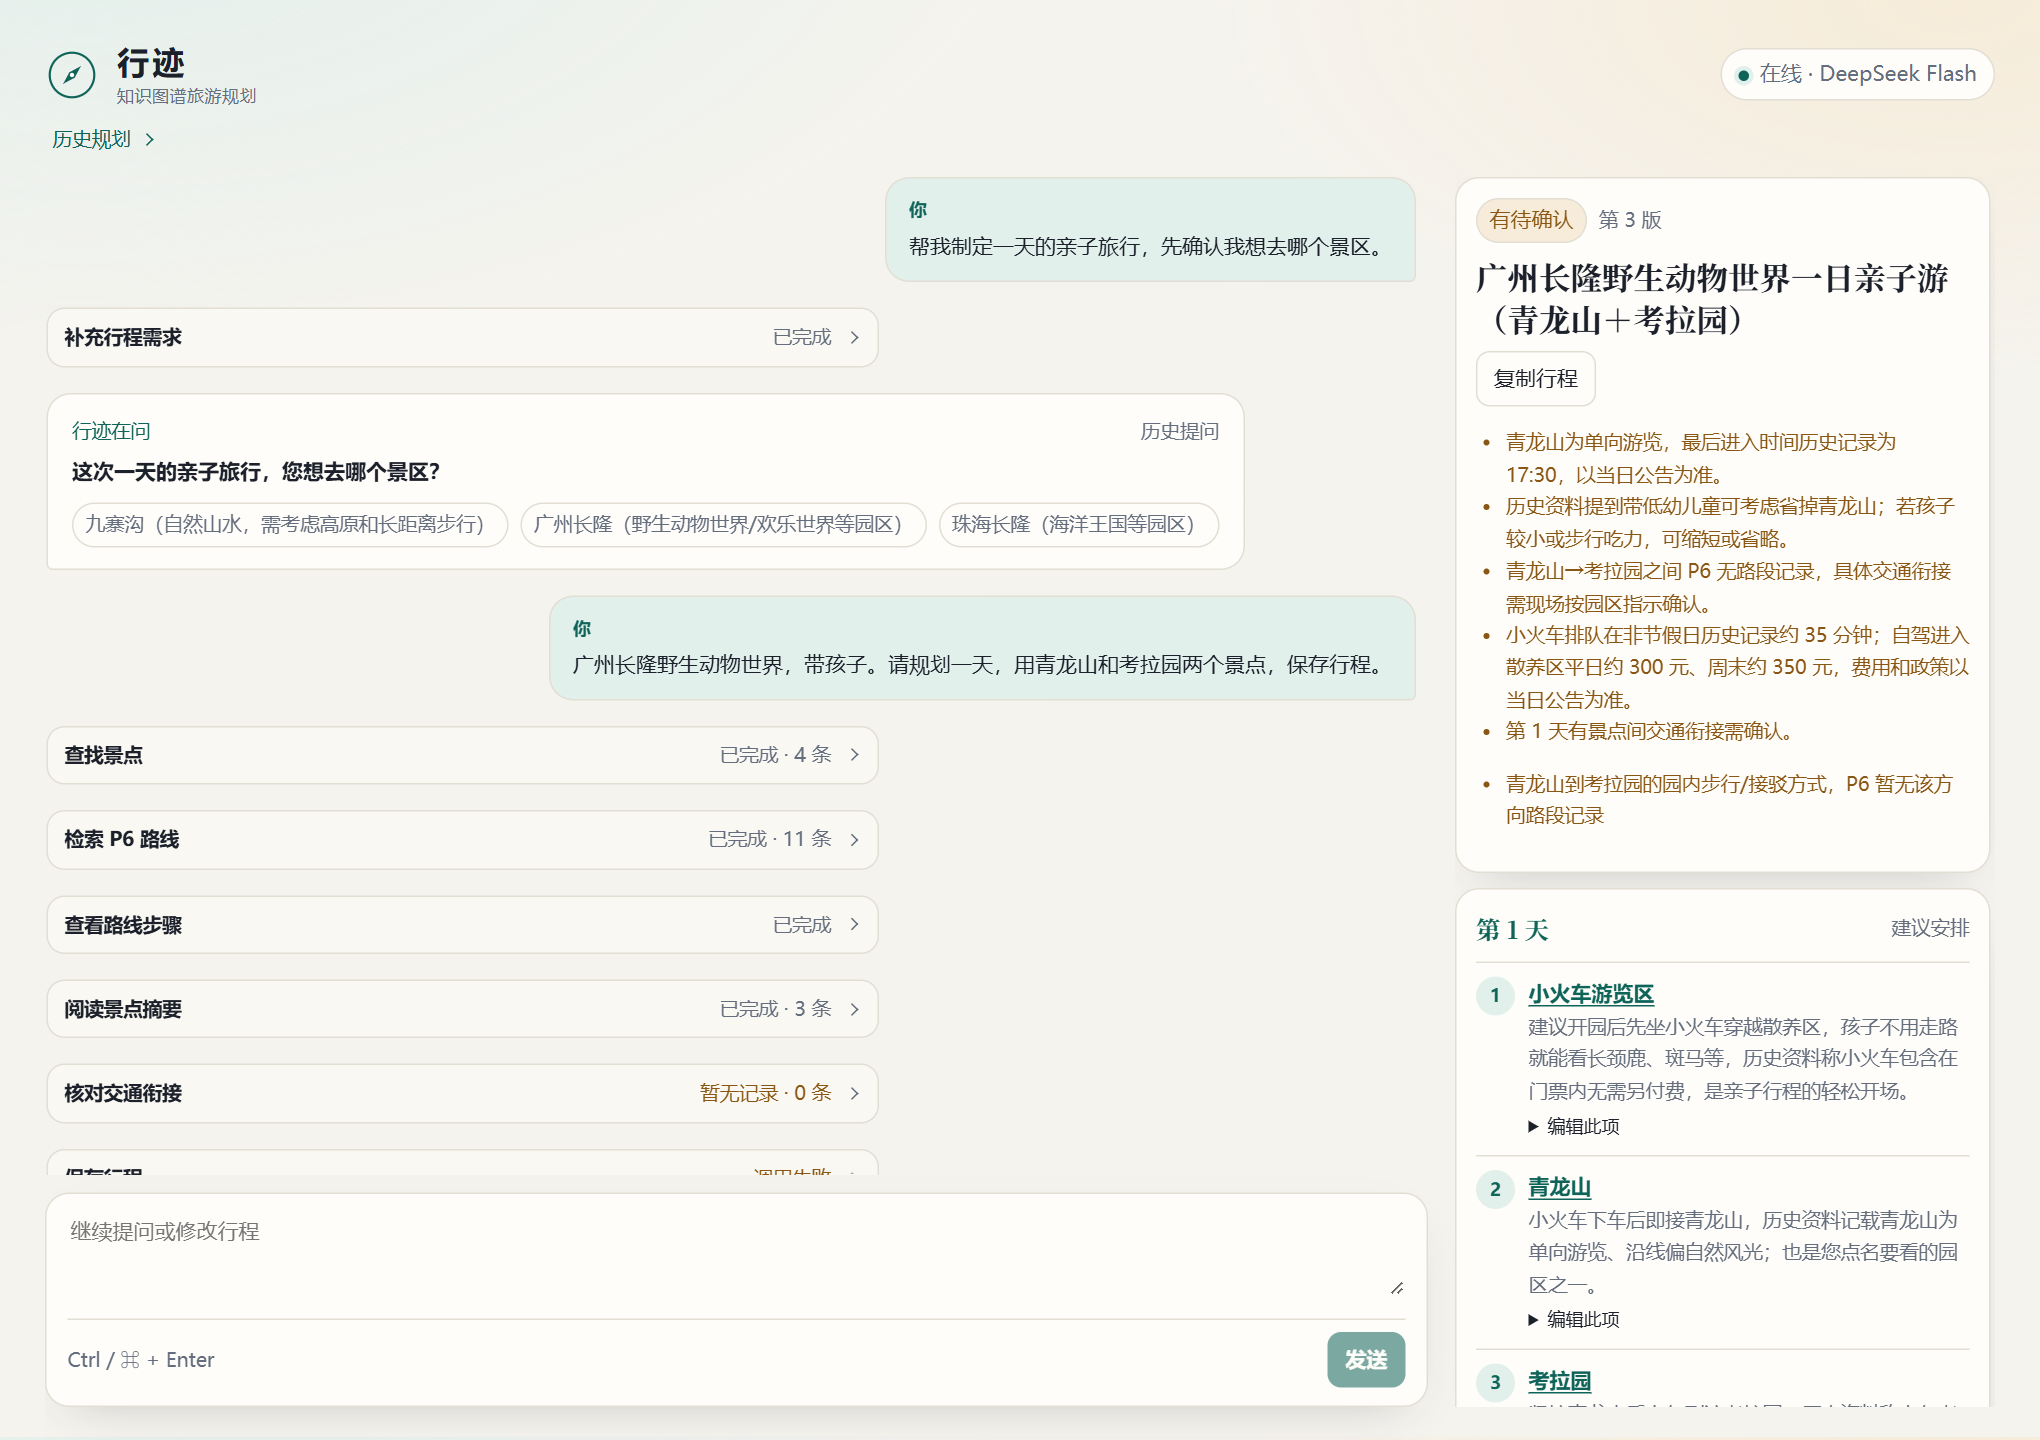 行迹
知识图谱旅游规划
在线 · DeepSeek Flash
历史规划
你
帮我制定一天的亲子旅行，先确认我想去哪个景区。
补充行程需求
已完成
行迹在问
历史提问
这次一天的亲子旅行，您想去哪个景区？
九寨沟（自然山水，需考虑高原和长距离步行）
广州长隆（野生动物世界/欢乐世界等园区）
珠海长隆（海洋王国等园区）
你
广州长隆野生动物世界，带孩子。请规划一天，用青龙山和考拉园两个景点，保存行程。
查找景点
已完成 · 4 条
检索 P6 路线
已完成 · 11 条
查看路线步骤
已完成
阅读景点摘要
已完成 · 3 条
核对交通衔接
暂无记录 · 0 条
保存行程
调用失败
继续提问或修改行程
Ctrl / ⌘ + Enter
发送
有待确认
第 3 版
广州长隆野生动物世界一日亲子游
（青龙山＋考拉园）
复制行程
青龙山为单向游览，最后进入时间历史记录为
17:30，以当日公告为准。
历史资料提到带低幼儿童可考虑省掉青龙山；若孩子
较小或步行吃力，可缩短或省略。
青龙山→考拉园之间 P6 无路段记录，具体交通衔接
需现场按园区指示确认。
小火车排队在非节假日历史记录约 35 分钟；自驾进入
散养区平日约 300 元、周末约 350 元，费用和政策以
当日公告为准。
第 1 天有景点间交通衔接需确认。
青龙山到考拉园的园内步行/接驳方式，P6 暂无该方
向路段记录
第 1 天
建议安排
1
小火车游览区
建议开园后先坐小火车穿越散养区，孩子不用走路
就能看长颈鹿、斑马等，历史资料称小火车包含在
门票内无需另付费，是亲子行程的轻松开场。
编辑此项
2
青龙山
小火车下车后即接青龙山，历史资料记载青龙山为
单向游览、沿线偏自然风光；也是您点名要看的园
区之一。
编辑此项
3
考拉园